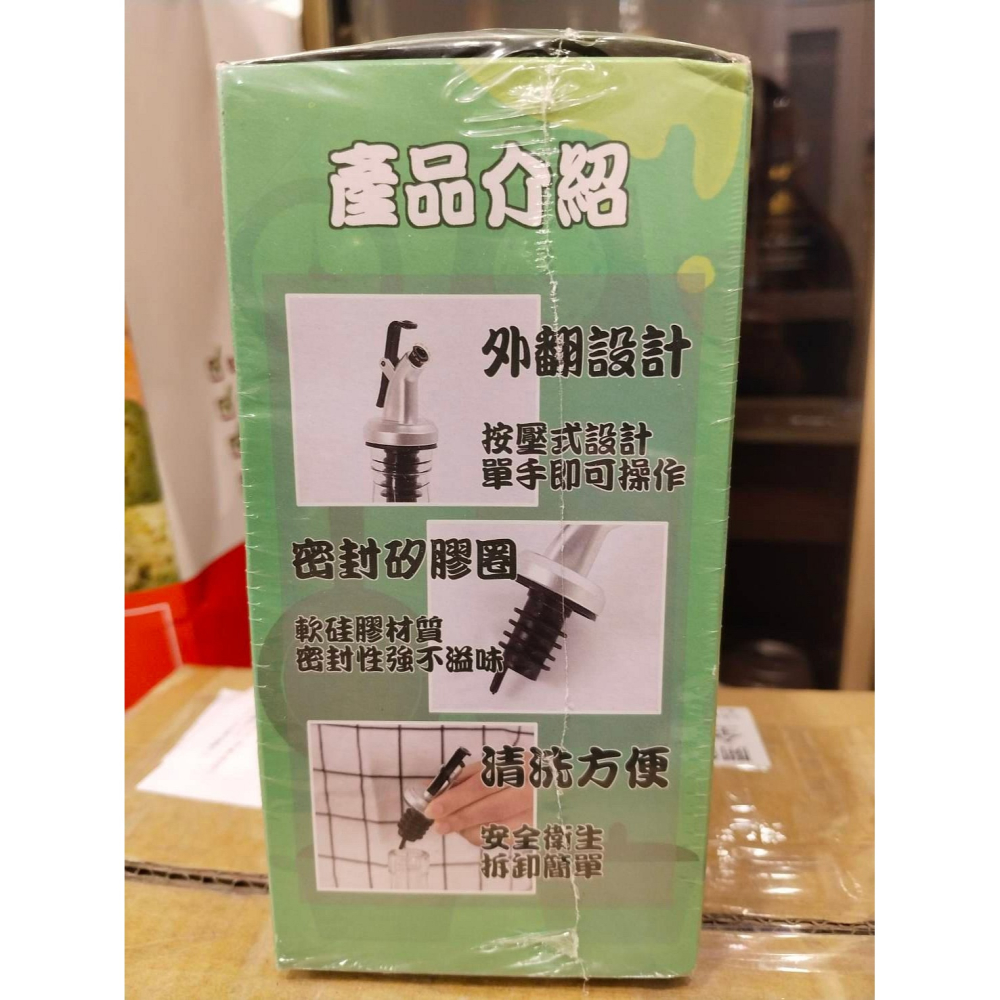 產品介紹
外翻設計
按壓式設計
單手即可操作
密封矽膠圈
軟硅膠材質
密封性強不溢味
清洗方便
安全衛生
拆卸簡單